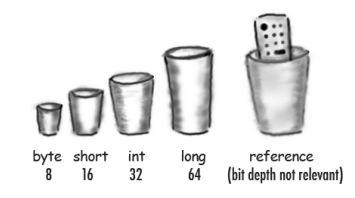 byte short int long reference
8 16 32 64 (bit depth not relevant)